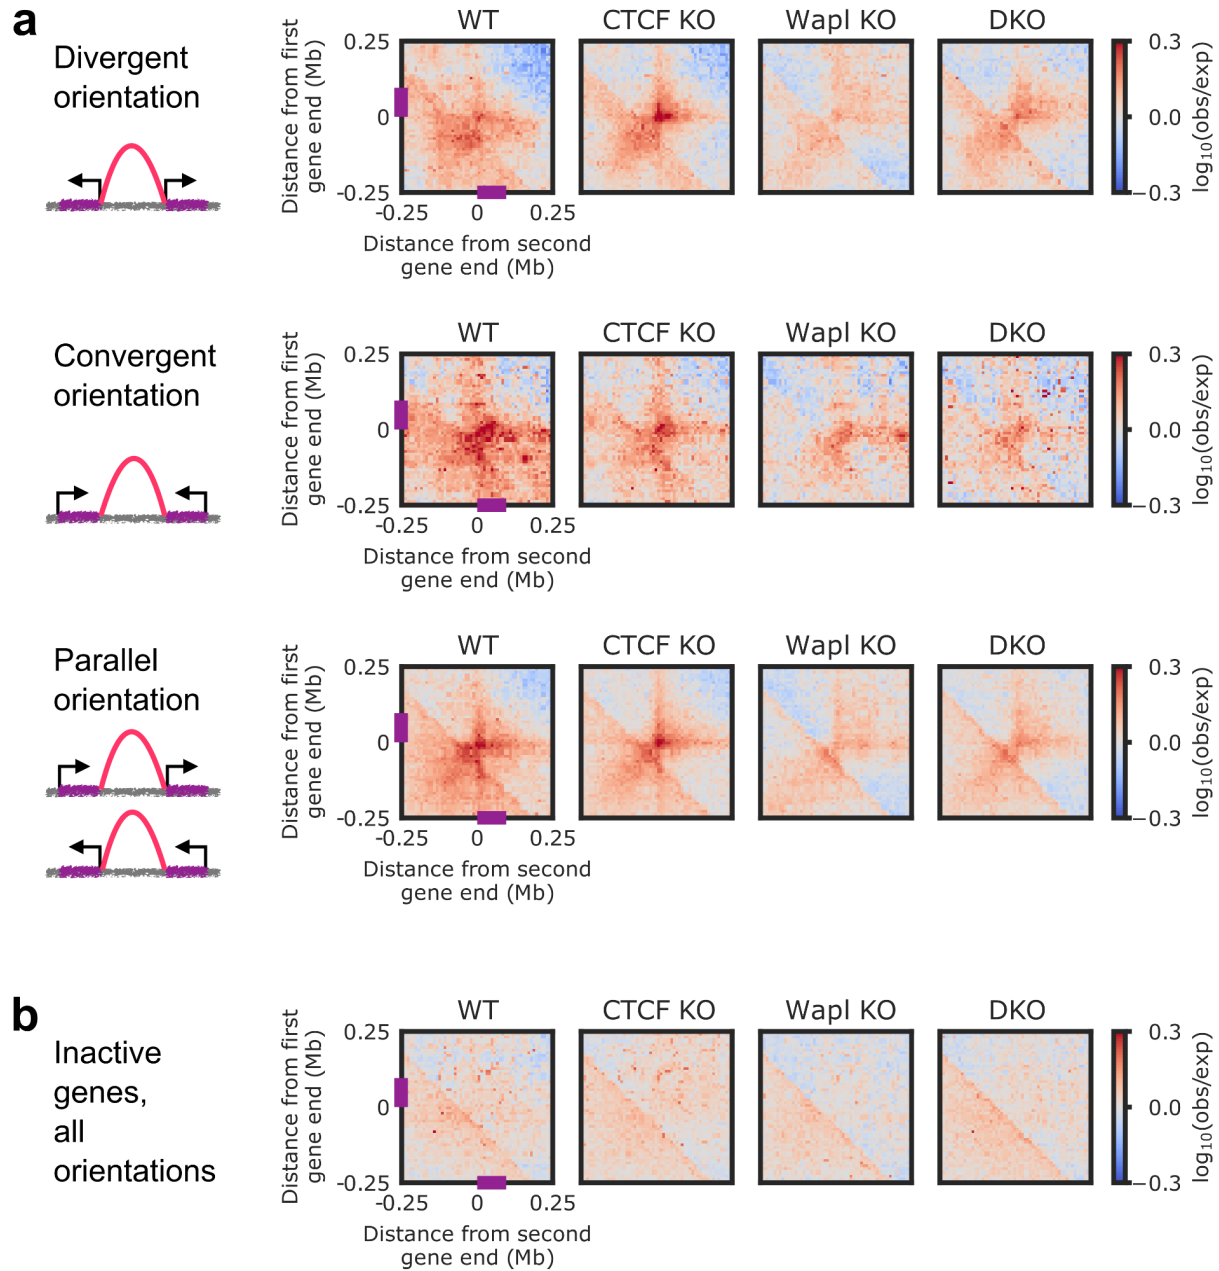 a
Divergent
orientation
WT
CTCF KO
Wapl KO
DKO
Distance from first
gene end (Mb)
0.25
0
-0.25
-0.25
0
0.25
Distance from second
gene end (Mb)
0.3
0.0
−0.3
log10(obs/exp)
Convergent
orientation
WT
CTCF KO
Wapl KO
DKO
Distance from first
gene end (Mb)
0.25
0
-0.25
-0.25
0
0.25
Distance from second
gene end (Mb)
0.3
0.0
−0.3
log10(obs/exp)
Parallel
orientation
WT
CTCF KO
Wapl KO
DKO
Distance from first
gene end (Mb)
0.25
0
-0.25
-0.25
0
0.25
Distance from second
gene end (Mb)
0.3
0.0
−0.3
log10(obs/exp)
b
Inactive
genes,
all
orientations
WT
CTCF KO
Wapl KO
DKO
Distance from first
gene end (Mb)
0.25
0
-0.25
-0.25
0
0.25
Distance from second
gene end (Mb)
0.3
0.0
−0.3
log10(obs/exp)